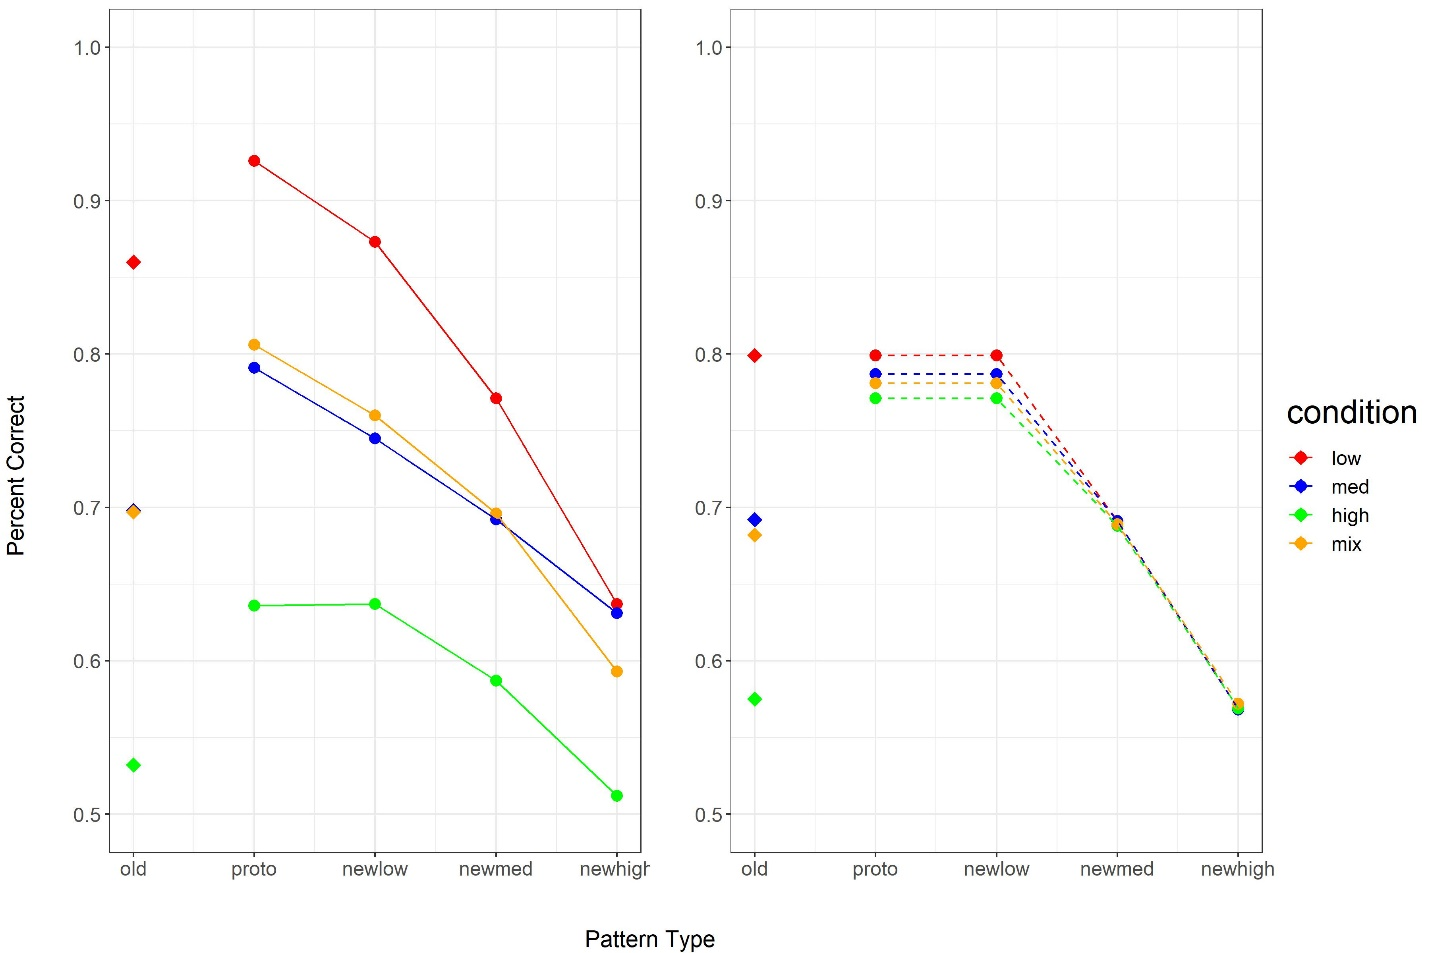 1.0
0.9
0.8
0.7
0.6
0.5
old proto newlow newmed newhigh
1.0
0.9
0.8
0.7
0.6
0.5
old proto newlow newmed newhigh
Percent Correct
Pattern Type
condition
low
med
high
mix